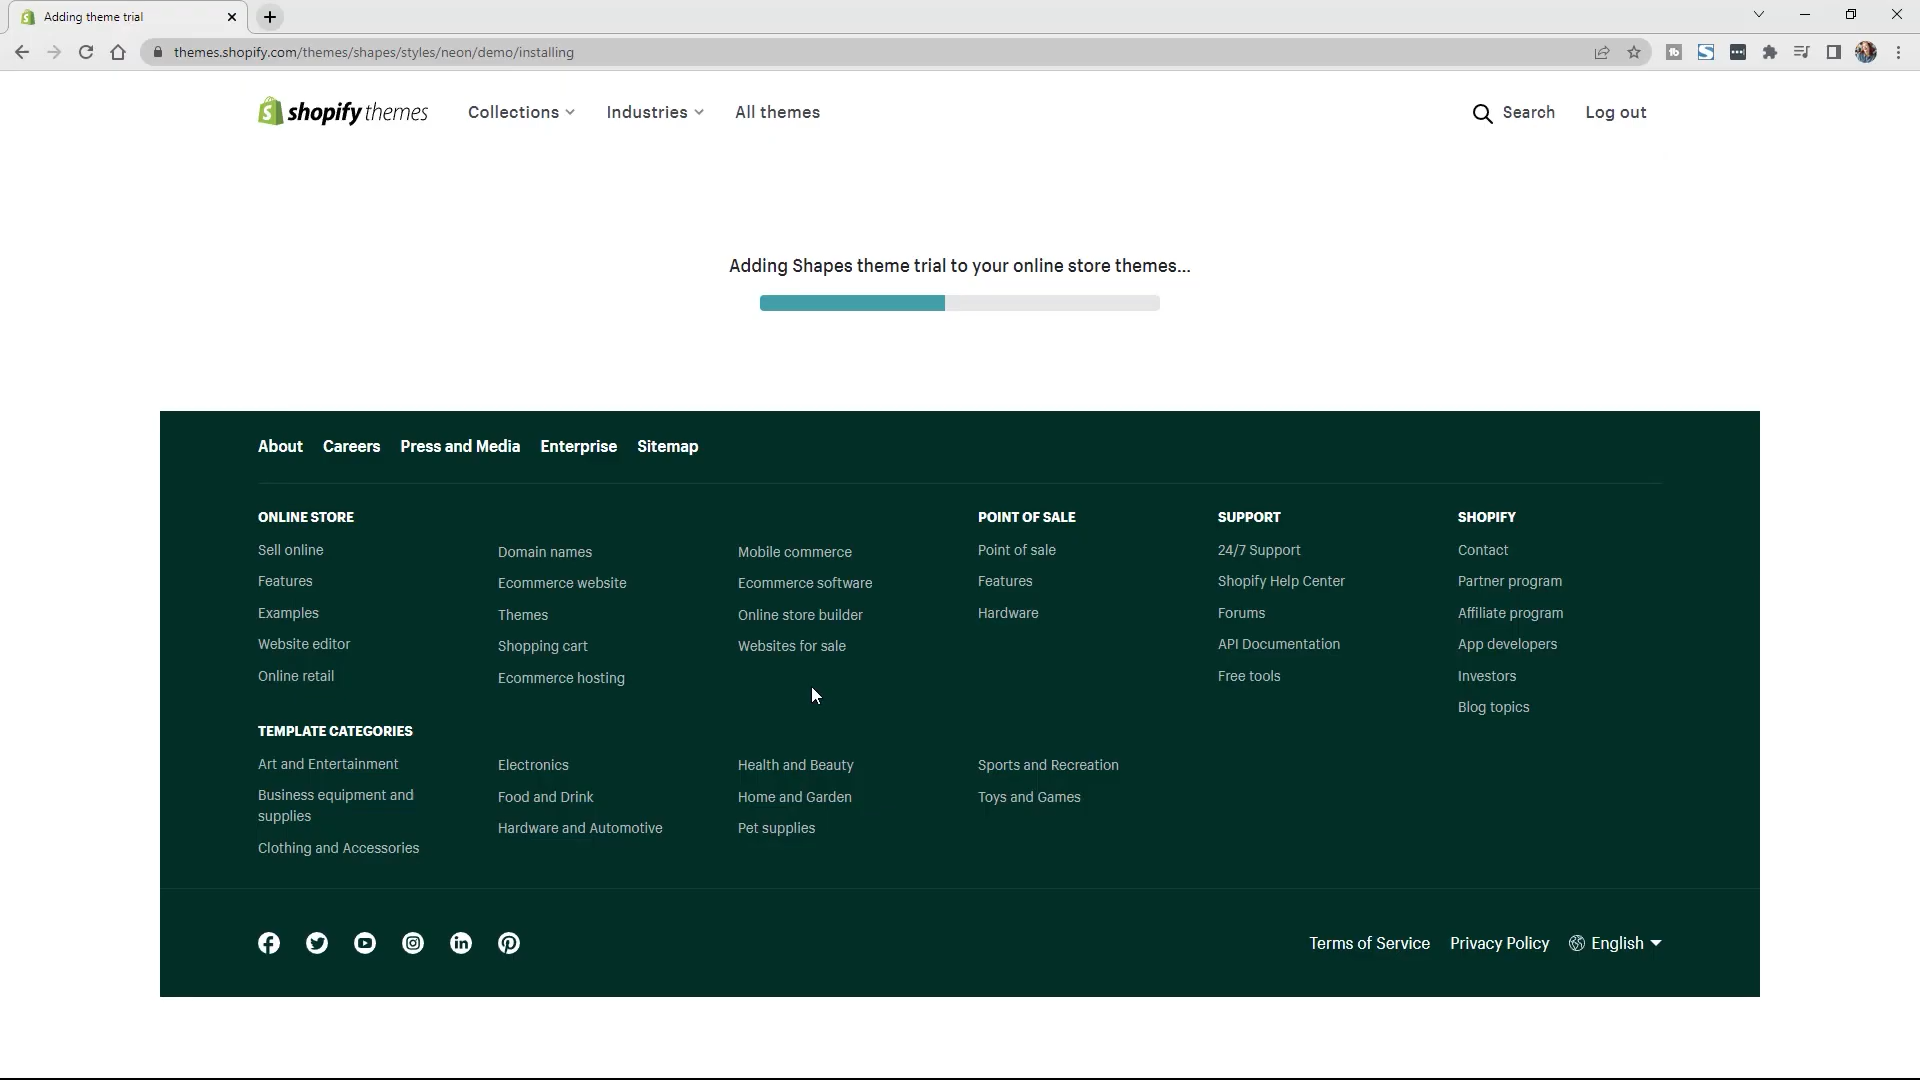 Adding theme trial
themes.shopify.com/themes/shapes/styles/neon/demo/installing
shopify themes
Collections
Industries
All themes
Search
Log out
Adding Shapes theme trial to your online store themes...
About
Careers
Press and Media
Enterprise
Sitemap
ONLINE STORE
Sell online
Features
Examples
Website editor
Online retail
Domain names
Ecommerce website
Themes
Shopping cart
Ecommerce hosting
Mobile commerce
Ecommerce software
Online store builder
Websites for sale
POINT OF SALE
Point of sale
Features
Hardware
SUPPORT
24/7 Support
Shopify Help Center
Forums
API Documentation
Free tools
SHOPIFY
Contact
Partner program
Affiliate program
App developers
Investors
Blog topics
TEMPLATE CATEGORIES
Art and Entertainment
Business equipment and
supplies
Clothing and Accessories
Electronics
Food and Drink
Hardware and Automotive
Health and Beauty
Home and Garden
Pet supplies
Sports and Recreation
Toys and Games
Terms of Service
Privacy Policy
English